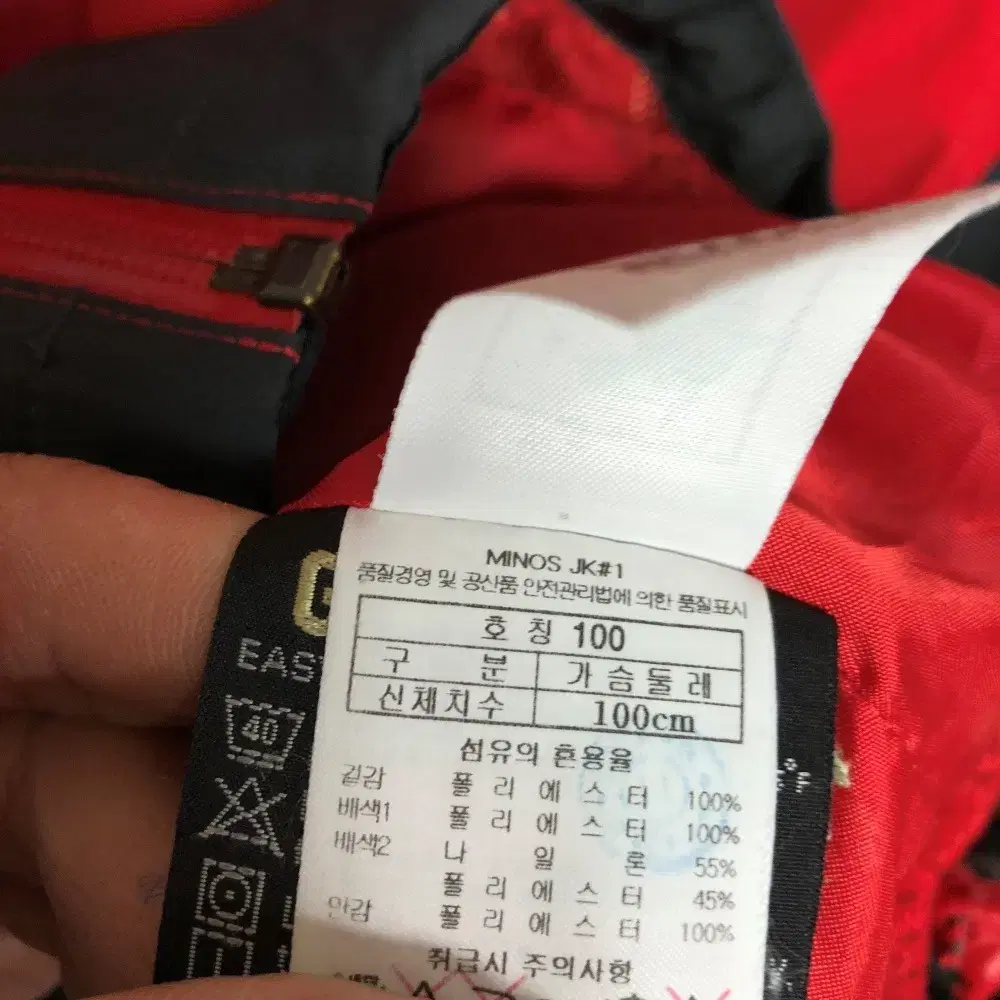 MINOS JK#1
품질경영 및 공산품 안전관리법에 의한 품질표시
호 칭 100
구 분 가슴둘레
신체치수 100cm
섬유의 혼용율
겉감 폴리에스터 100%
배색1 폴리에스터 100%
배색2 나일론 55%
폴리에스터 45%
안감 폴리에스터 100%
취급시 주의사항
G
EAS
40